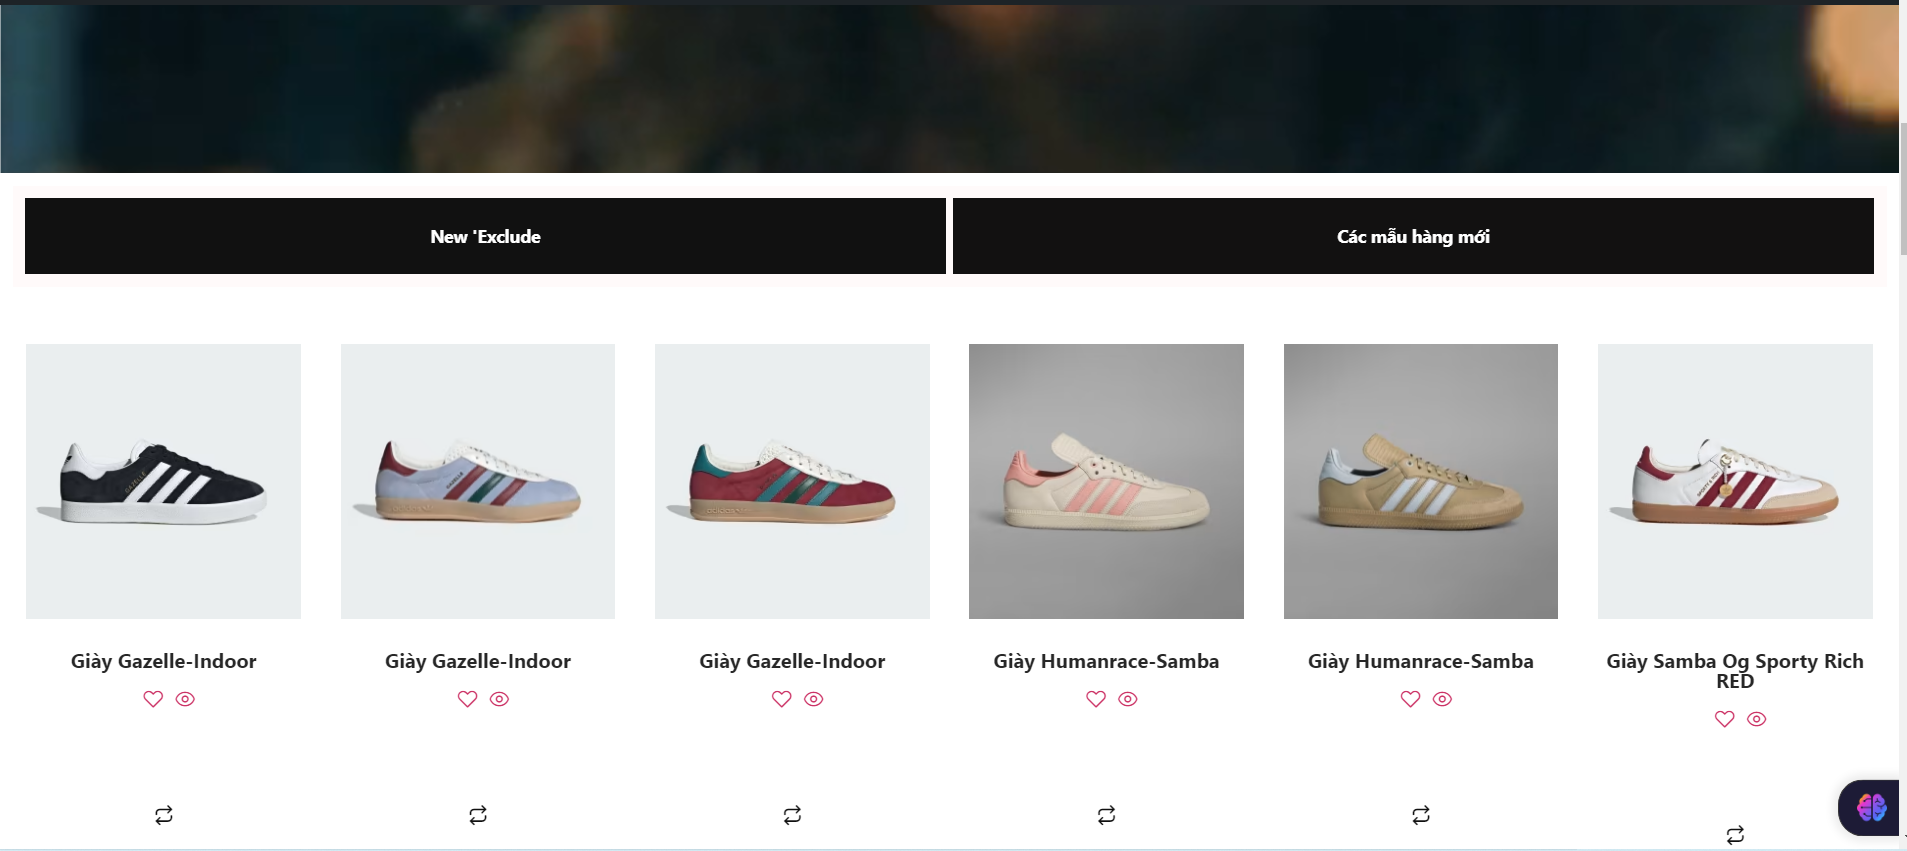 New 'Exclude
Các mẫu hàng mới
GAZELLE
Giày Gazelle-Indoor
Giày Gazelle-Indoor
Giày Gazelle-Indoor
Giày Humanrace-Samba
Giày Humanrace-Samba
Giày Samba Og Sporty Rich
RED